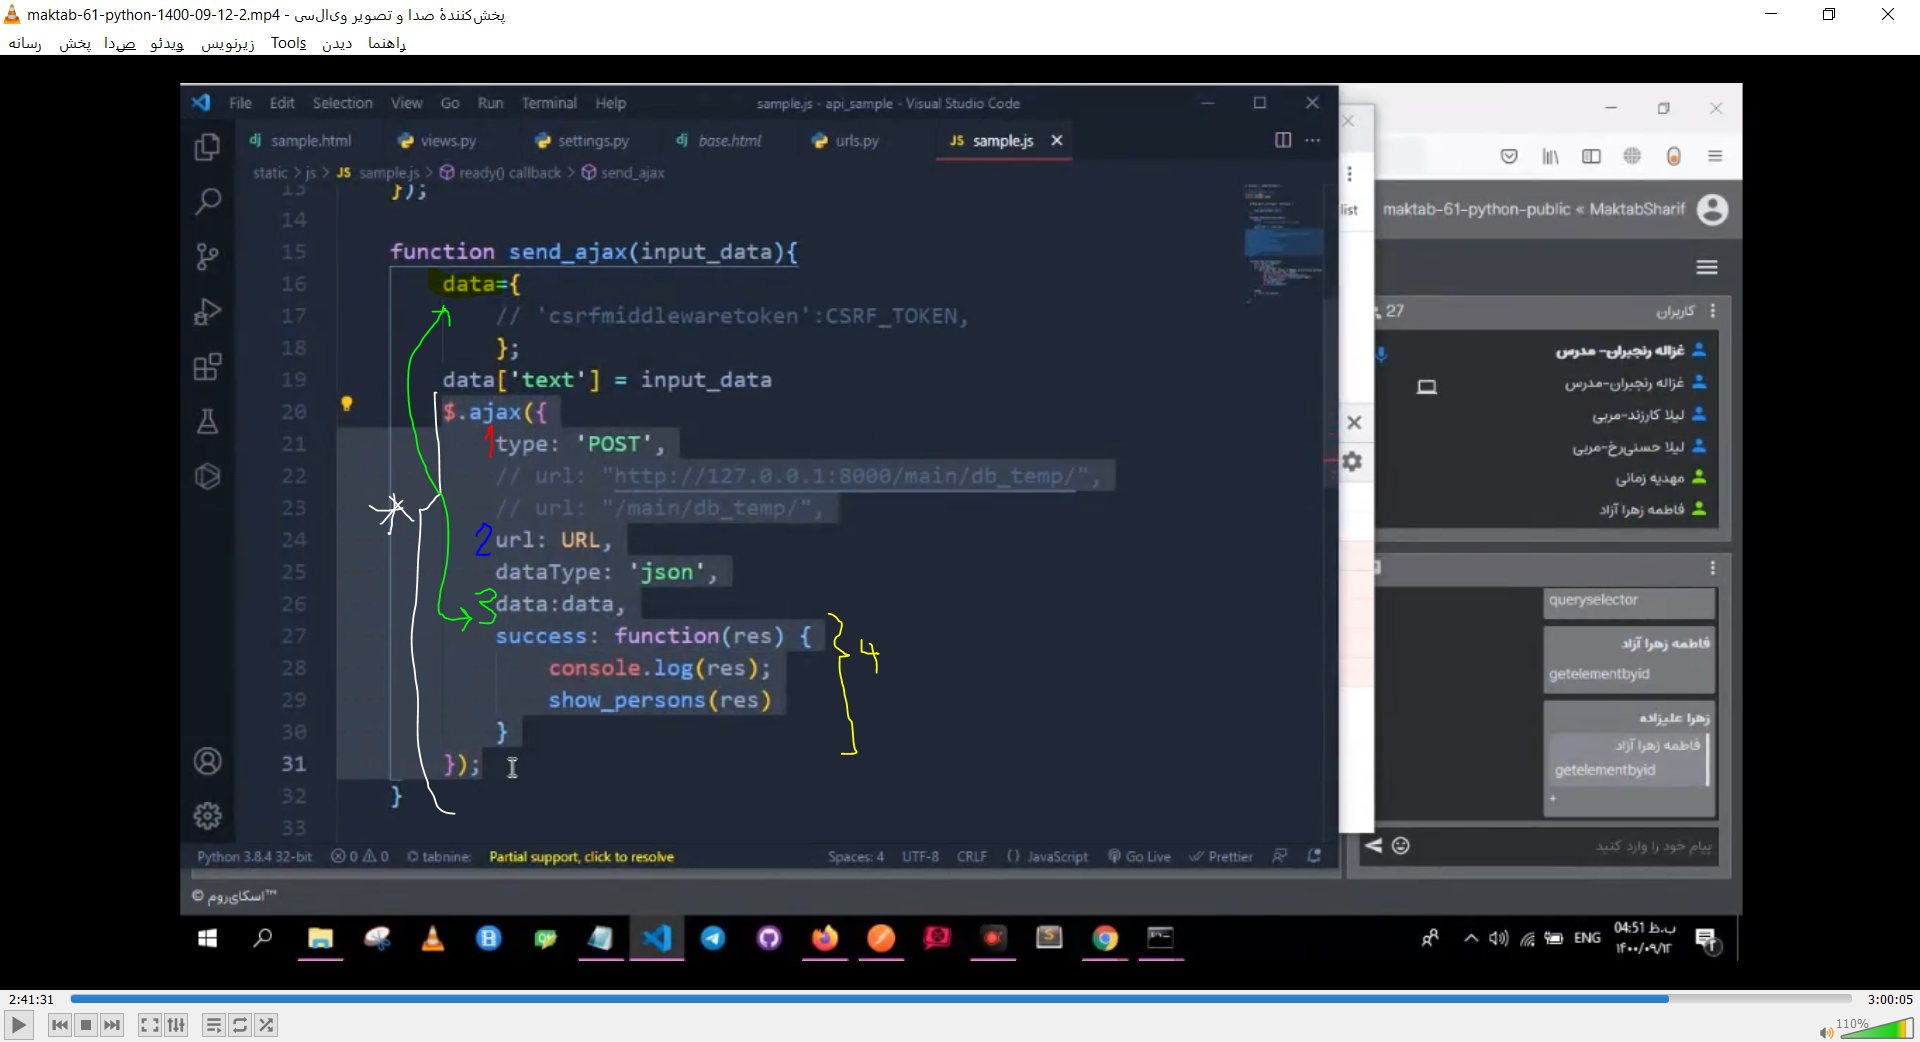 maktab-61-python-1400-09-12-2.mp4 - پخش‌کنندهٔ صدا و تصویر وی‌ال‌سی
رسانه پخش صدا ویدئو زیرنویس Tools دیدن راهنما
File Edit Selection View Go Run Terminal Help
sample.js - api_sample - Visual Studio Code
sample.html views.py settings.py base.html urls.py JS sample.js
static > js > JS sample.js > ready() callback > send_ajax
13 });
14
15 function send_ajax(input_data){
16 data={
17 // 'csrfmiddlewaretoken':CSRF_TOKEN,
18 };
19 data['text'] = input_data
20 $.ajax({
21 1 type: 'POST',
22 // url: "http://127.0.0.1:8000/main/db_temp/",
23 // url: "/main/db_temp/",
24 2 url: URL,
25 dataType: 'json',
26 3 data:data,
27 success: function(res) {
4
28 console.log(res);
29 show_persons(res)
30 }
31 });
32 }
33
Python 3.8.4 32-bit 0 0 tabnine: Partial support, click to resolve Spaces: 4 UTF-8 CRLF JavaScript Go Live Prettier
list
maktab-61-python-public « MaktabSharif
27 کاربران
غزاله رنجبران- مدرس
غزاله رنجبران-مدرس
لیلا کارزند-مربی
لیلا حسنی‌رخ-مربی
مهدیه زمانی
فاطمه زهرا آزاد
queryselector
فاطمه زهرا آزاد
getelementbyid
زهرا علیزاده
فاطمه زهرا آزاد
getelementbyid
+
پیام خود را وارد کنید
© اسکای‌روم™
ENG
04:51 ب.ظ
۱۴۰۰/۰۹/۱۲
2:41:31
3:00:05
110%